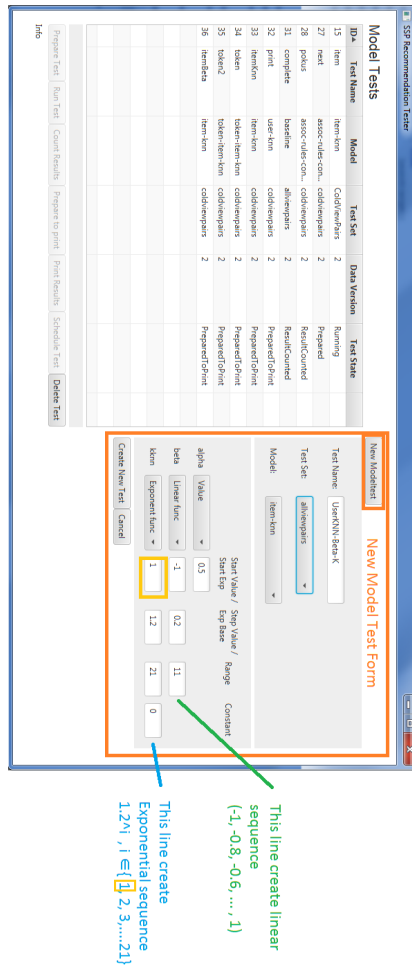 SSP Recommendation Tester
Model Tests
ID Test Name Model Test Set Data Version Test State
15 item item-knn ColdViewPairs 2 Running
27 next assoc-rules-con... coldviewpairs 2 Prepared
28 pokus assoc-rules-con... coldviewpairs 2 ResultCounted
31 complete baseline allviewpairs 2 ResultCounted
32 print user-knn coldviewpairs 2 PreparedToPrint
33 itemKnn item-knn coldviewpairs 2 PreparedToPrint
34 token token-item-knn coldviewpairs 2 PreparedToPrint
35 token2 token-item-knn coldviewpairs 2 PreparedToPrint
36 itemBeta item-knn coldviewpairs 2 PreparedToPrint
Prepare Test Run Test Count Results Prepare to print Print Results Schedule Test Delete Test
Info
New Modeltest
New Model Test Form
Test Name: UserKNN-Beta-K
Test Set: allviewpairs
Model: item-knn
Start Value / Step Value / Range Constant
Start Exp Exp Base
alpha Value 0.5
beta Linear func -1 0.2 11
kknn Exponent func 1 1.2 21 0
Create New Test Cancel
This line create linear
sequence
(-1, -0.8, -0.6, ... , 1)
This line create
Exponential sequence
1.2^i , i ∈{ 1, 2, 3,....21}